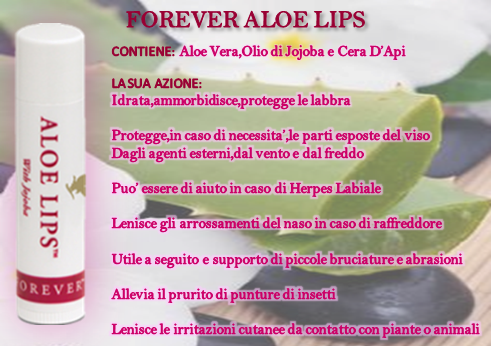 FOREVER ALOE LIPS
CONTIENE: Aloe Vera,Olio di Jojoba e Cera D'Api
LA SUA AZIONE:
Idrata,ammorbidisce,protegge le labbra
Protegge,in caso di necessita',le parti esposte del viso
Dagli agenti esterni,dal vento e dal freddo
Puo' essere di aiuto in caso di Herpes Labiale
Lenisce gli arrossamenti del naso in caso di raffreddore
Utile a seguito e supporto di piccole bruciature e abrasioni
Allevia il prurito di punture di insetti
Lenisce le irritazioni cutanee da contatto con piante o animali
ALOE LIPS™
With Jojoba
FOREVER